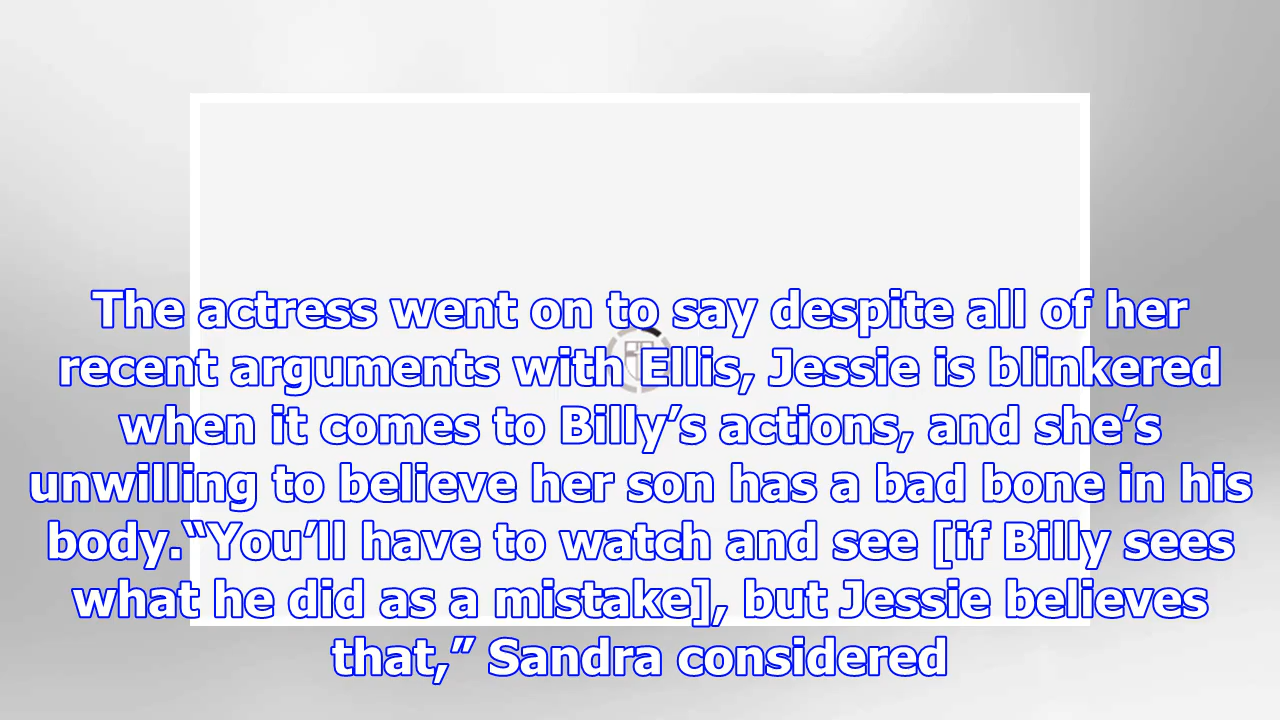 The actress went on to say despite all of her
recent arguments with Ellis, Jessie is blinkered
when it comes to Billy’s actions, and she’s
unwilling to believe her son has a bad bone in his
body.“You’ll have to watch and see [if Billy sees
what he did as a mistake], but Jessie believes
that,” Sandra considered